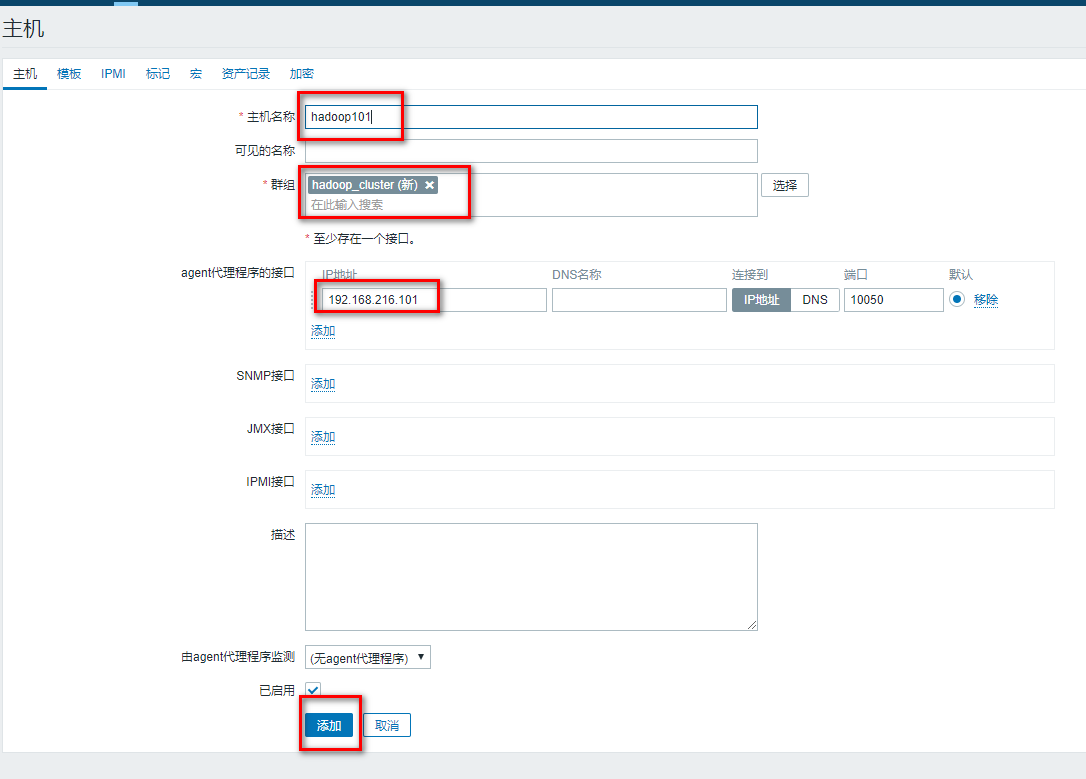 主机
主机 模板 IPMI 标记 宏 资产记录 加密
* 主机名称 hadoop101
可见的名称
* 群组 hadoop_cluster (新) ✖ 选择
在此输入搜索
* 至少存在一个接口。
agent代理程序的接口 IP地址 DNS名称 连接到 端口 默认
192.168.216.101 IP地址 DNS 10050 移除
添加
SNMP接口 添加
JMX接口 添加
IPMI接口 添加
描述
由agent代理程序监测 (无agent代理程序)
已启用
添加 取消